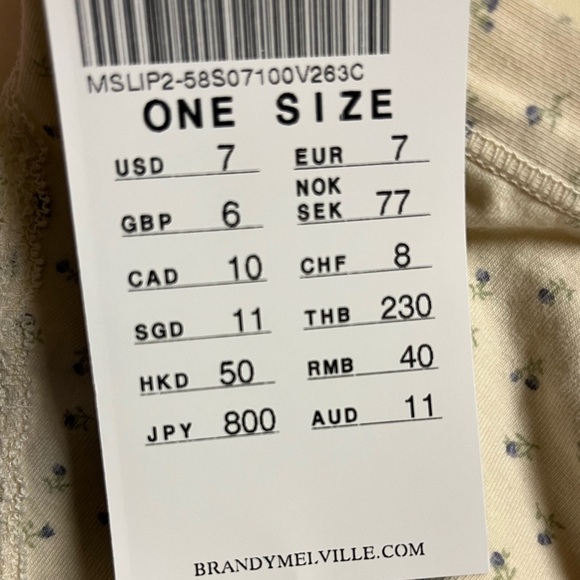 MSLIP2-58S07100V263C
ONE SIZE
USD 7 EUR 7
GBP 6 NOK SEK 77
CAD 10 CHF 8
SGD 11 THB 230
HKD 50 RMB 40
JPY 800 AUD 11
BRANDYMELVILLE.COM